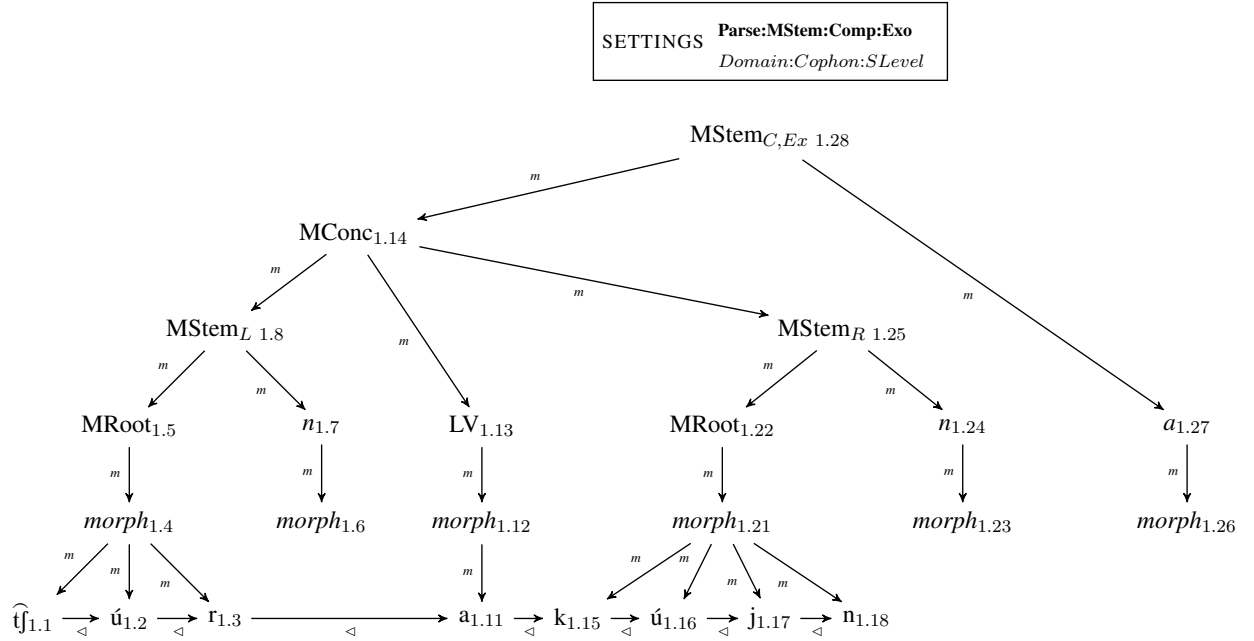 SETTINGS Parse:MStem:Comp:Exo
Domain:Cophon:SLevel
MStem_{C,Ex 1.28}
m
MConc_{1.14}
m m m
m
MStem_{L 1.8} MStem_{R 1.25}
m m m m
MRoot_{1.5} n_{1.7} LV_{1.13} MRoot_{1.22} n_{1.24} a_{1.27}
m m m m m m
morph_{1.4} morph_{1.6} morph_{1.12} morph_{1.21} morph_{1.23} morph_{1.26}
m m m m m m m m
t͡ʃ_{1.1} ú_{1.2} r_{1.3} a_{1.11} k_{1.15} ú_{1.16} j_{1.17} n_{1.18}
◁ ◁ ◁ ◁ ◁ ◁ ◁